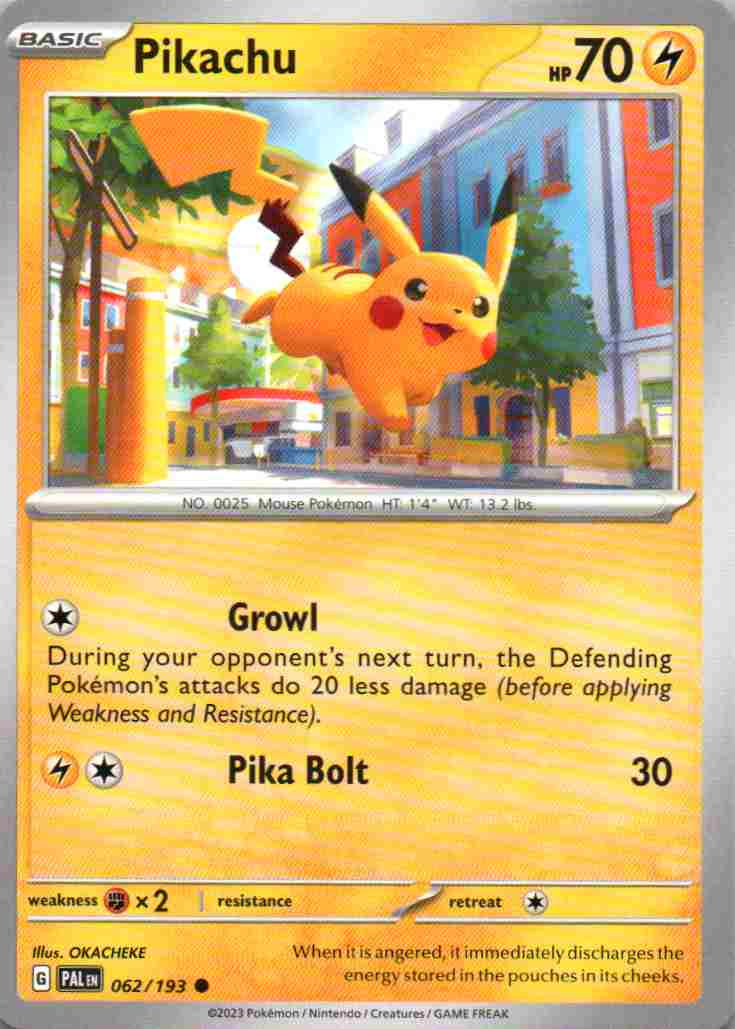 BASIC
Pikachu
HP 70
NO. 0025 Mouse Pokémon HT: 1'4" WT: 13.2 lbs.
Growl
During your opponent's next turn, the Defending
Pokémon's attacks do 20 less damage (before applying
Weakness and Resistance).
Pika Bolt 30
weakness ×2 resistance retreat
Illus. OKACHEKE
When it is angered, it immediately discharges the
energy stored in the pouches in its cheeks.
G PAL EN 062/193
©2023 Pokémon / Nintendo / Creatures / GAME FREAK